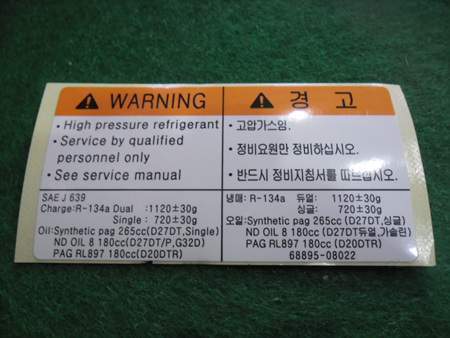 WARNING
• High pressure refrigerant
• Service by qualified
personnel only
• See service manual
SAE J 639
Charge:R-134a Dual :1120±30g
Single : 720±30g
Oil:Synthetic pag 265cc(D27DT,Single)
ND OIL 8 180cc(D27DT/P,G32D)
PAG RL897 180cc(D20DTR)
경 고
• 고압가스임.
• 정비요원만 정비하십시오.
• 반드시 정비지침서를 따르십시오.
냉매: R-134a 듀얼: 1120±30g
싱글: 720±30g
오일:Synthetic pag 265cc (D27DT,싱글)
ND OIL 8 180cc(D27DT듀얼,가솔린)
PAG RL897 180cc(D20DTR)
68895-08022